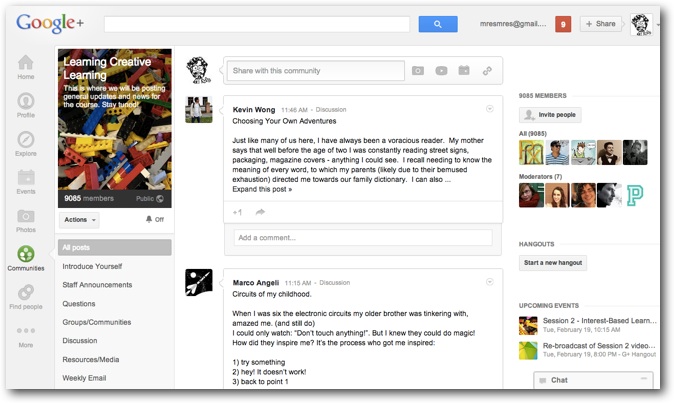 Google+
mresmres@gmail....
9
+ Share
Home
Profile
Explore
Events
Photos
Communities
Find people
More
Learning Creative
Learning
This is where we will be posting
general updates and news for
the course. Stay tuned!
9085 members
Public
Actions
Off
All posts
Introduce Yourself
Staff Announcements
Questions
Groups/Communities
Discussion
Resources/Media
Weekly Email
Share with this community
Kevin Wong 11:46 AM - Discussion
Choosing Your Own Adventures
Just like many of us here, I have always been a voracious reader. My mother
says that well before the age of two I was constantly reading street signs,
packaging, magazine covers - anything I could see. I recall needing to know the
meaning of every word, to which my parents (likely due to their bemused
exhaustion) directed me towards our family dictionary. I can also ...
Expand this post »
+1
Add a comment...
Marco Angeli 11:15 AM - Discussion
Circuits of my childhood.
When I was six the electronic circuits my older brother was tinkering with,
amazed me. (and still do)
I could only watch: "Don't touch anything!". But I knew they could do magic!
How did they inspire me? It's the process who got me inspired:
1) try something
2) hey! It doesn't work!
3) back to point 1
9085 MEMBERS
Invite people
All (9085)
Moderators (7)
P
HANGOUTS
Start a new hangout
UPCOMING EVENTS
Session 2 - Interest-Based Learn...
Tue, February 19, 10:15 AM
Re-broadcast of Session 2 video...
Tue, February 19, 8:00 PM - G+ Hangout
Chat